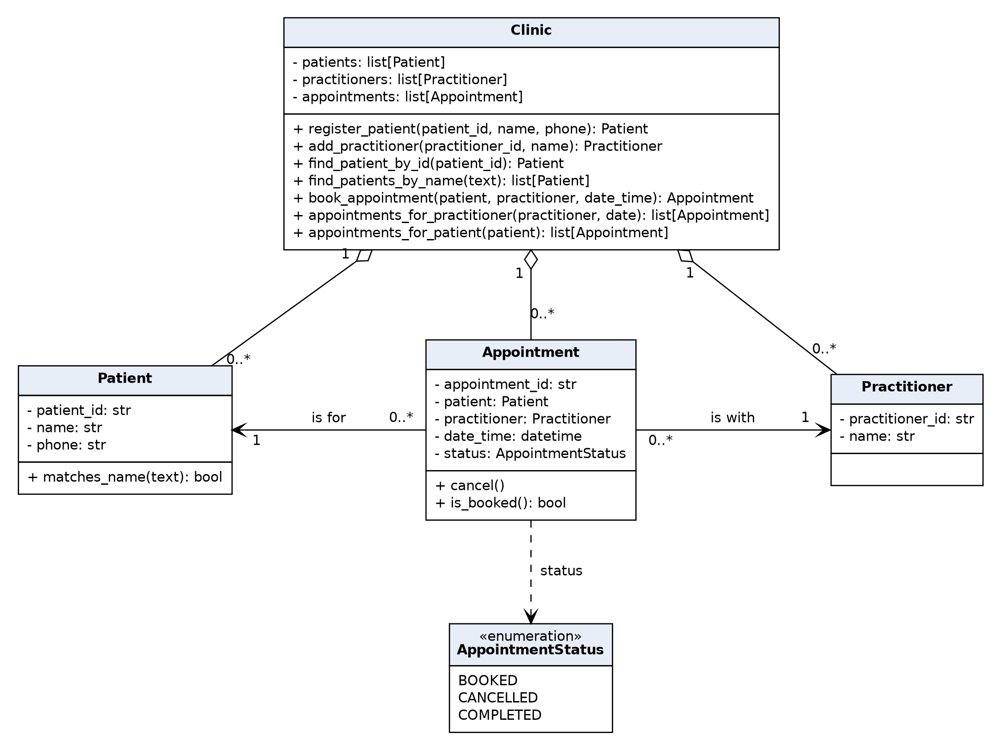 Clinic
- patients: list[Patient]
- practitioners: list[Practitioner]
- appointments: list[Appointment]
+ register_patient(patient_id, name, phone): Patient
+ add_practitioner(practitioner_id, name): Practitioner
+ find_patient_by_id(patient_id): Patient
+ find_patients_by_name(text): list[Patient]
+ book_appointment(patient, practitioner, date_time): Appointment
+ appointments_for_practitioner(practitioner, date): list[Appointment]
+ appointments_for_patient(patient): list[Appointment]
1
1
1
0..*
0..*
0..*
Patient
- patient_id: str
- name: str
- phone: str
+ matches_name(text): bool
is for
0..*
1
Appointment
- appointment_id: str
- patient: Patient
- practitioner: Practitioner
- date_time: datetime
- status: AppointmentStatus
+ cancel()
+ is_booked(): bool
is with
1
0..*
Practitioner
- practitioner_id: str
- name: str
status
«enumeration»
AppointmentStatus
BOOKED
CANCELLED
COMPLETED